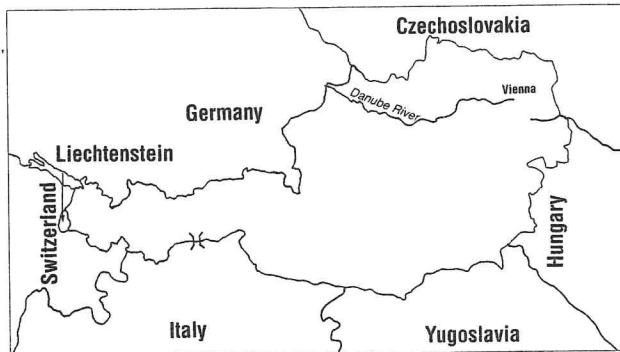 Czechoslovakia
Vienna
Danube River
Germany
Liechtenstein
Switzerland
Hungary
Italy
Yugoslavia